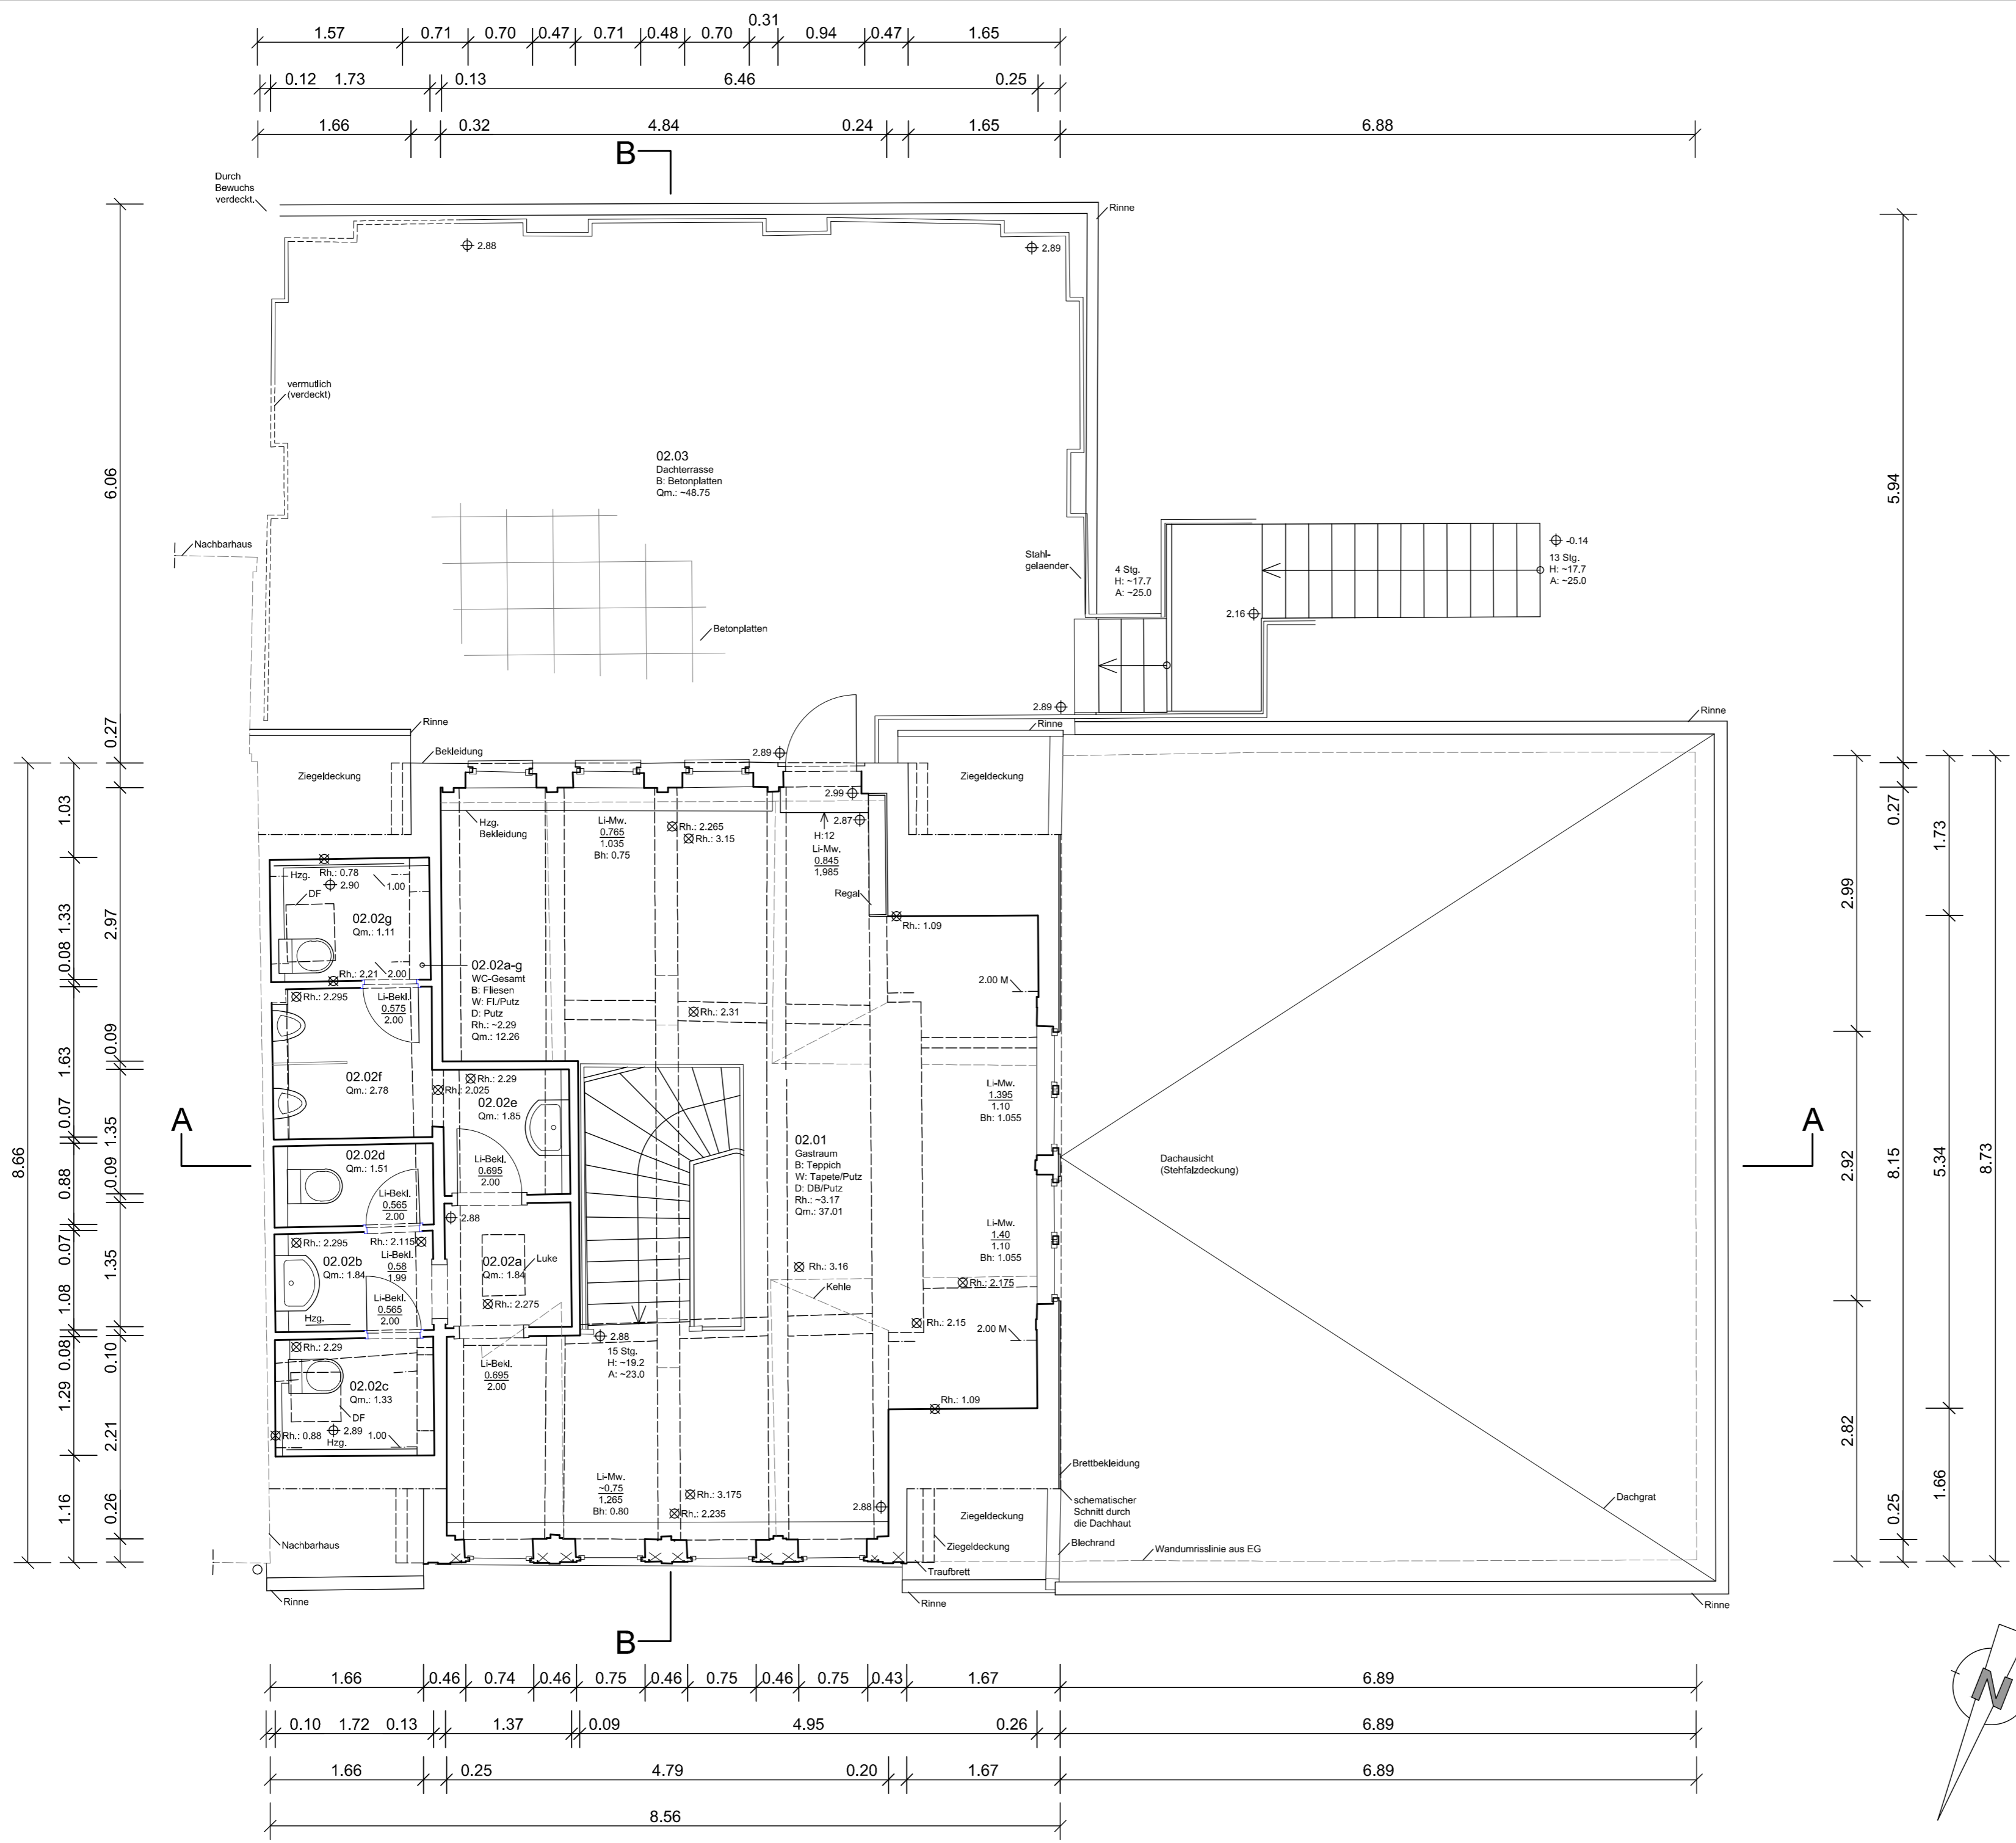 0.31
1.57 0.71 0.70 0.47 0.71 0.48 0.70 0.94 0.47 1.65
0.12 1.73 0.13 6.46 0.25
1.66 0.32 4.84 0.24 1.65 6.88
B
Durch
Bewuchs
verdeckt.
Rinne
2.88
2.89
vermutlich
(verdeckt)
02.03
Dachterrasse
B: Betonplatten
Qm.: ~48.75
Nachbarhaus
Stahl-
gelaender
4 Stg.
H: ~17.7
A: ~25.0
-0.14
13 Stg.
H: ~17.7
A: ~25.0
2.16
Betonplatten
2.89
Rinne
Rinne
Rinne
Bekleidung
2.89
Ziegeldeckung
Ziegeldeckung
2.99
2.87
Hzg.
Bekleidung
Li-Mw.
0.765
1.035
Bh: 0.75
Rh.: 2.265
Rh.: 3.15
H:12
Li-Mw.
0.845
1.985
Regal
Rh.: 1.09
Hzg.
Rh.: 0.78
2.90
1.00
DF
02.02g
Qm.: 1.11
Rh.: 2.21
2.00
02.02a-g
WC-Gesamt
B: Fliesen
W: Fl./Putz
D: Putz
Rh.: ~2.29
Qm.: 12.26
2.00 M
Rh.: 2.295
Li-Bekl.
0.575
2.00
Rh.: 2.31
02.02f
Qm.: 2.78
Rh.: 2.29
Rh.: 2.025
02.02e
Qm.: 1.85
Li-Mw.
1.395
1.10
Bh: 1.055
A
A
02.01
Gastraum
B: Teppich
W: Tapete/Putz
D: DB/Putz
Rh.: ~3.17
Qm.: 37.01
02.02d
Qm.: 1.51
Li-Bekl.
0.695
2.00
Dachausicht
(Stehfalzdeckung)
Li-Bekl.
0.565
2.00
2.88
Li-Mw.
1.40
1.10
Bh: 1.055
Rh.: 2.295
Rh.: 2.115
02.02b
Qm.: 1.84
Li-Bekl.
0.58
1.99
02.02a
Qm.: 1.84
Luke
Rh.: 3.16
Kehle
Rh.: 2.175
Li-Bekl.
0.565
2.00
Hzg.
Rh.: 2.275
Rh.: 2.15
2.00 M
2.88
15 Stg.
H: ~19.2
A: ~23.0
Rh.: 2.29
Li-Bekl.
0.695
2.00
02.02c
Qm.: 1.33
DF
Rh.: 0.88
2.89
Hzg.
1.00
Rh.: 1.09
Brettbekleidung
Li-Mw.
~0.75
1.265
Bh: 0.80
Rh.: 3.175
Rh.: 2.235
2.88
schematischer
Schnitt durch
die Dachhaut
Dachgrat
Ziegeldeckung
Nachbarhaus
Ziegeldeckung
Blechrand
Wandumrisslinie aus EG
Traufbrett
Rinne
Rinne
Rinne
B
1.66 0.46 0.74 0.46 0.75 0.46 0.75 0.46 0.75 0.43 1.67 6.89
0.10 1.72 0.13 1.37 0.09 4.95 0.26 6.89
1.66 0.25 4.79 0.20 1.67 6.89
8.56
8.66
1.03 1.33 0.08 1.63 0.07 0.88 0.07 1.08 0.08 1.29 1.16
6.06 0.27 2.97 0.09 1.35 0.09 1.35 0.10 2.21 0.26
2.99 2.92 2.82
5.94 0.27 8.15 0.25
1.73 5.34 1.66
8.73
N